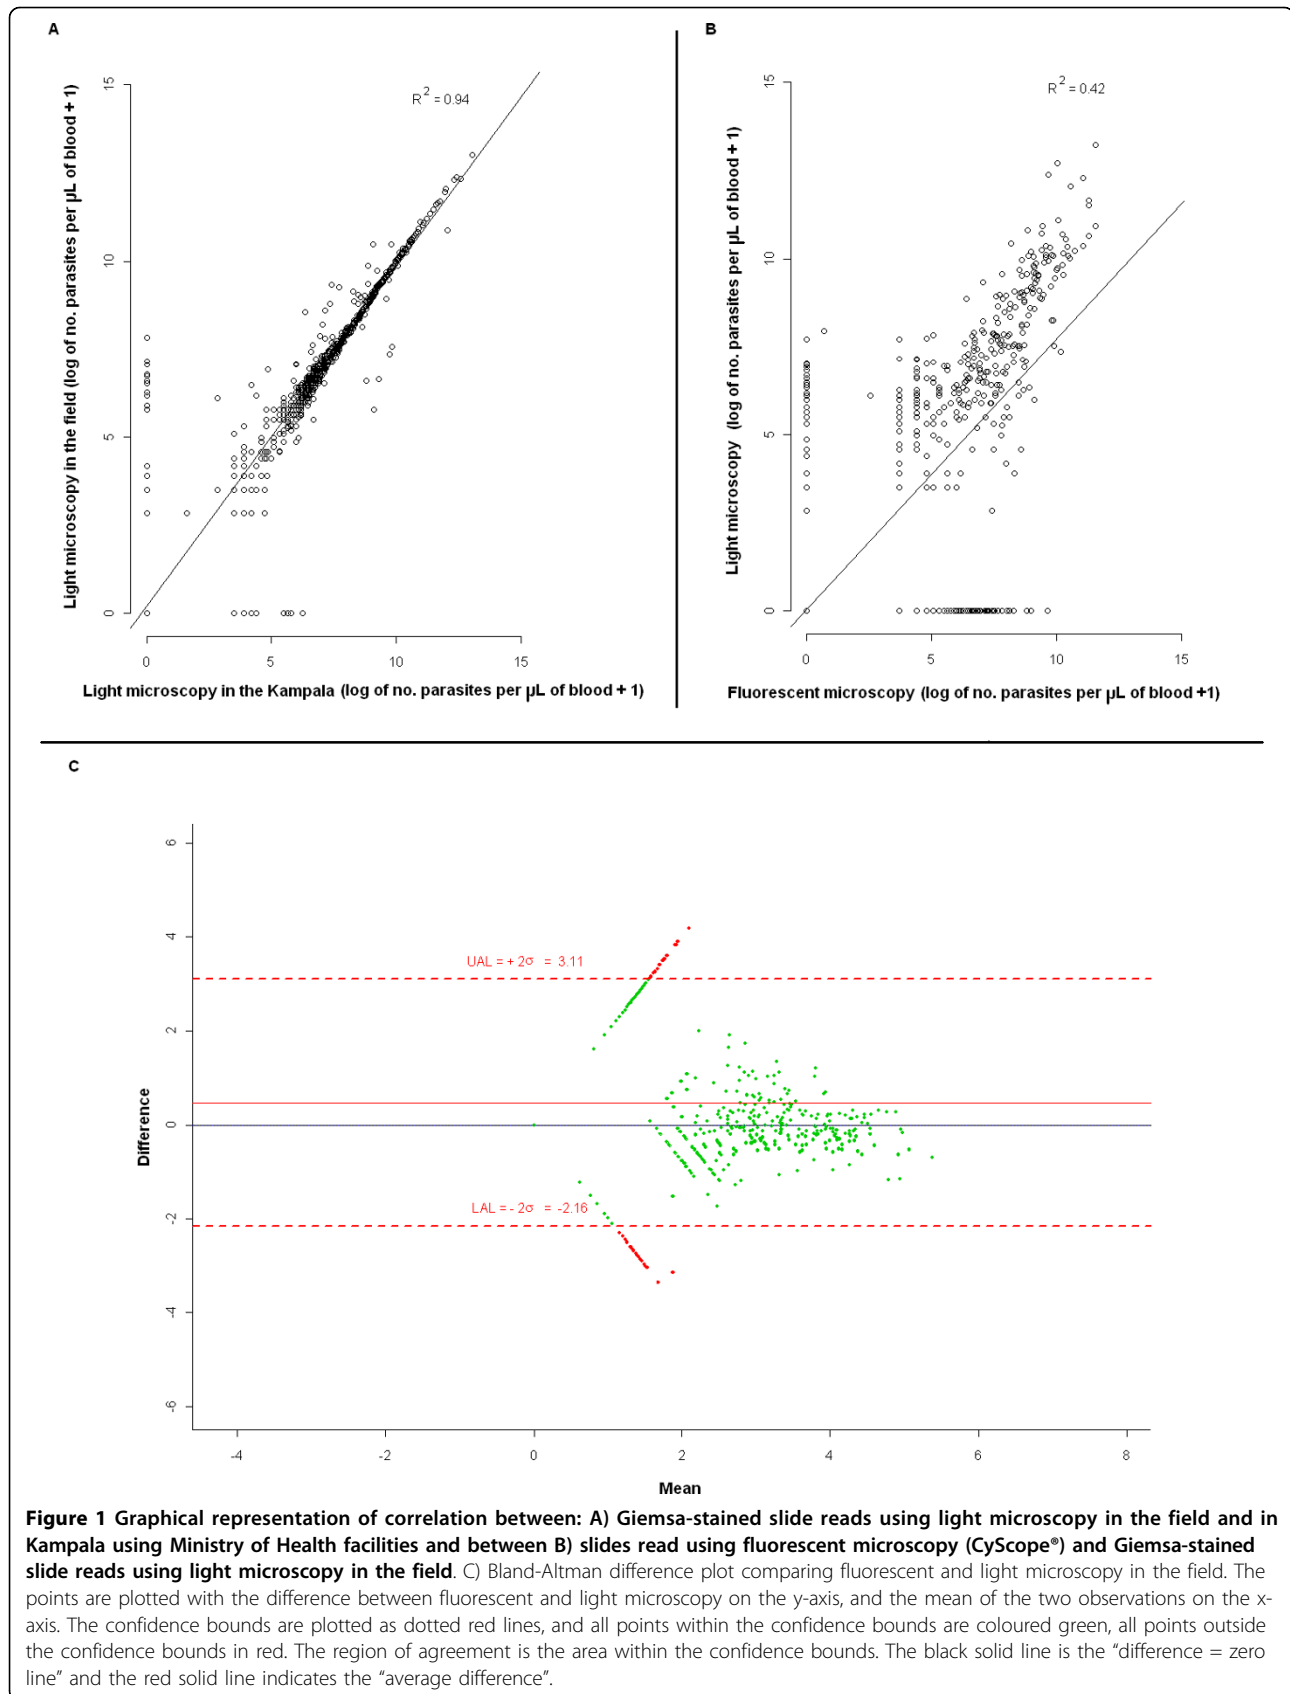 A
B
15
10
5
0
R2 = 0.94
Light microscopy in the field (log of no. parasites per µL of blood + 1)
0 5 10 15
Light microscopy in the Kampala (log of no. parasites per µL of blood + 1)
15
10
5
0
R2 = 0.42
Light microscopy (log of no. parasites per µL of blood + 1)
0 5 10 15
Fluorescent microscopy (log of no. parasites per µL of blood +1)
C
6
4
2
0
-2
-4
-6
Difference
UAL = + 2σ = 3.11
LAL = - 2σ = -2.16
-4 -2 0 2 4 6 8
Mean
Figure 1 Graphical representation of correlation between: A) Giemsa-stained slide reads using light microscopy in the field and in
Kampala using Ministry of Health facilities and between B) slides read using fluorescent microscopy (CyScope®) and Giemsa-stained
slide reads using light microscopy in the field. C) Bland-Altman difference plot comparing fluorescent and light microscopy in the field. The
points are plotted with the difference between fluorescent and light microscopy on the y-axis, and the mean of the two observations on the x-
axis. The confidence bounds are plotted as dotted red lines, and all points within the confidence bounds are coloured green, all points outside
the confidence bounds in red. The region of agreement is the area within the confidence bounds. The black solid line is the “difference = zero
line” and the red solid line indicates the “average difference”.